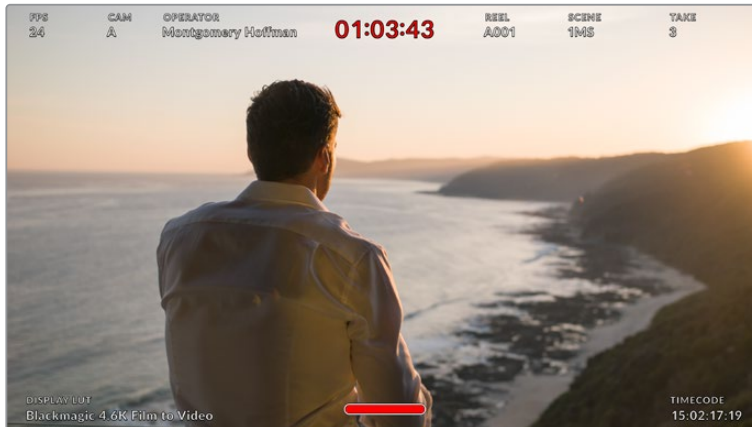 FPS CAM OPERATOR 01:03:43 REEL SCENE TAKE
24 A Montgomery Hoffman A001 1MS 3
DISPLAY LUT TIMECODE
Blackmagic 4.6K Film to Video 15:02:17:19